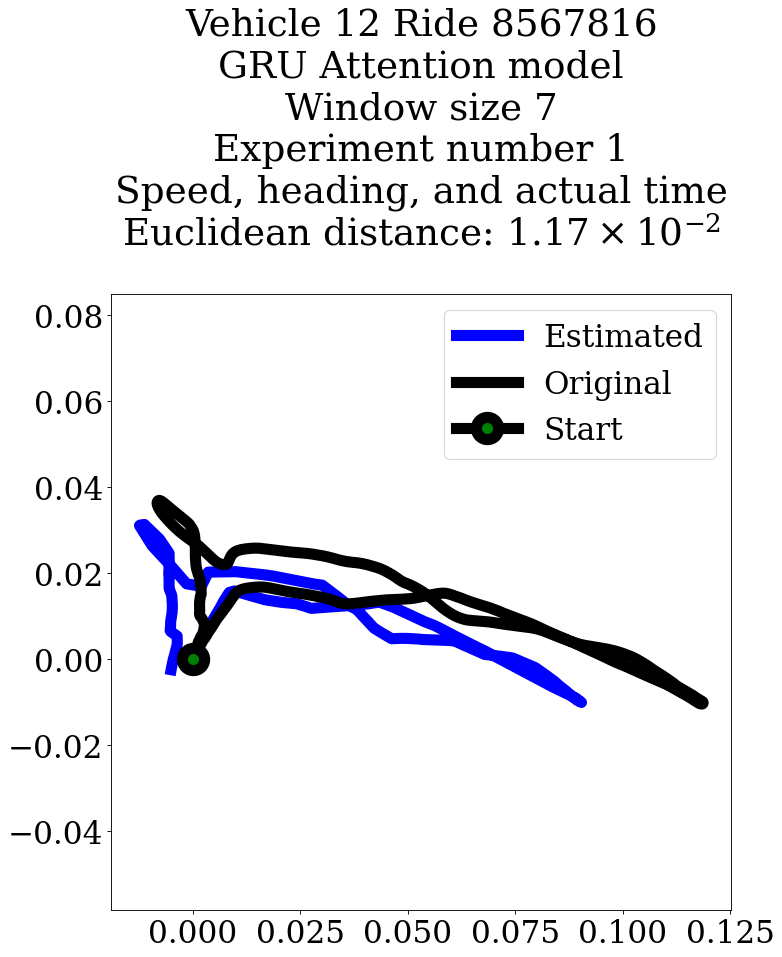 Vehicle 12 Ride 8567816
GRU Attention model
Window size 7
Experiment number 1
Speed, heading, and actual time
Euclidean distance: 1.17 × 10⁻²
Estimated
Original
Start
0.08
0.06
0.04
0.02
0.00
−0.02
−0.04
0.000 0.025 0.050 0.075 0.100 0.125